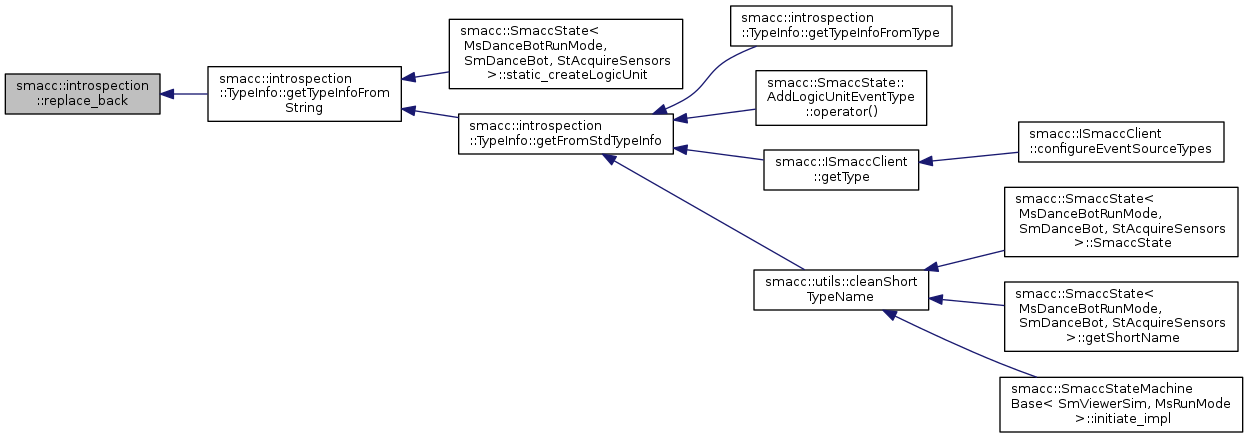 smacc::introspection
::replace_back
smacc::introspection
::TypeInfo::getTypeInfoFrom
String
smacc::SmaccState<
MsDanceBotRunMode,
SmDanceBot, StAcquireSensors
>::static_createLogicUnit
smacc::introspection
::TypeInfo::getFromStdTypeInfo
smacc::introspection
::TypeInfo::getTypeInfoFromType
smacc::SmaccState::
AddLogicUnitEventType
::operator()
smacc::ISmaccClient
::getType
smacc::ISmaccClient
::configureEventSourceTypes
smacc::utils::cleanShort
TypeName
smacc::SmaccState<
MsDanceBotRunMode,
SmDanceBot, StAcquireSensors
>::SmaccState
smacc::SmaccState<
MsDanceBotRunMode,
SmDanceBot, StAcquireSensors
>::getShortName
smacc::SmaccStateMachine
Base< SmViewerSim, MsRunMode
>::initiate_impl